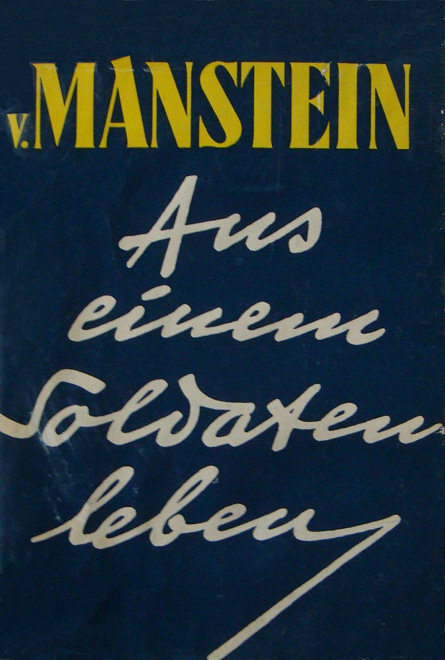 v. MANSTEIN
Aus
einem
Soldaten
leben